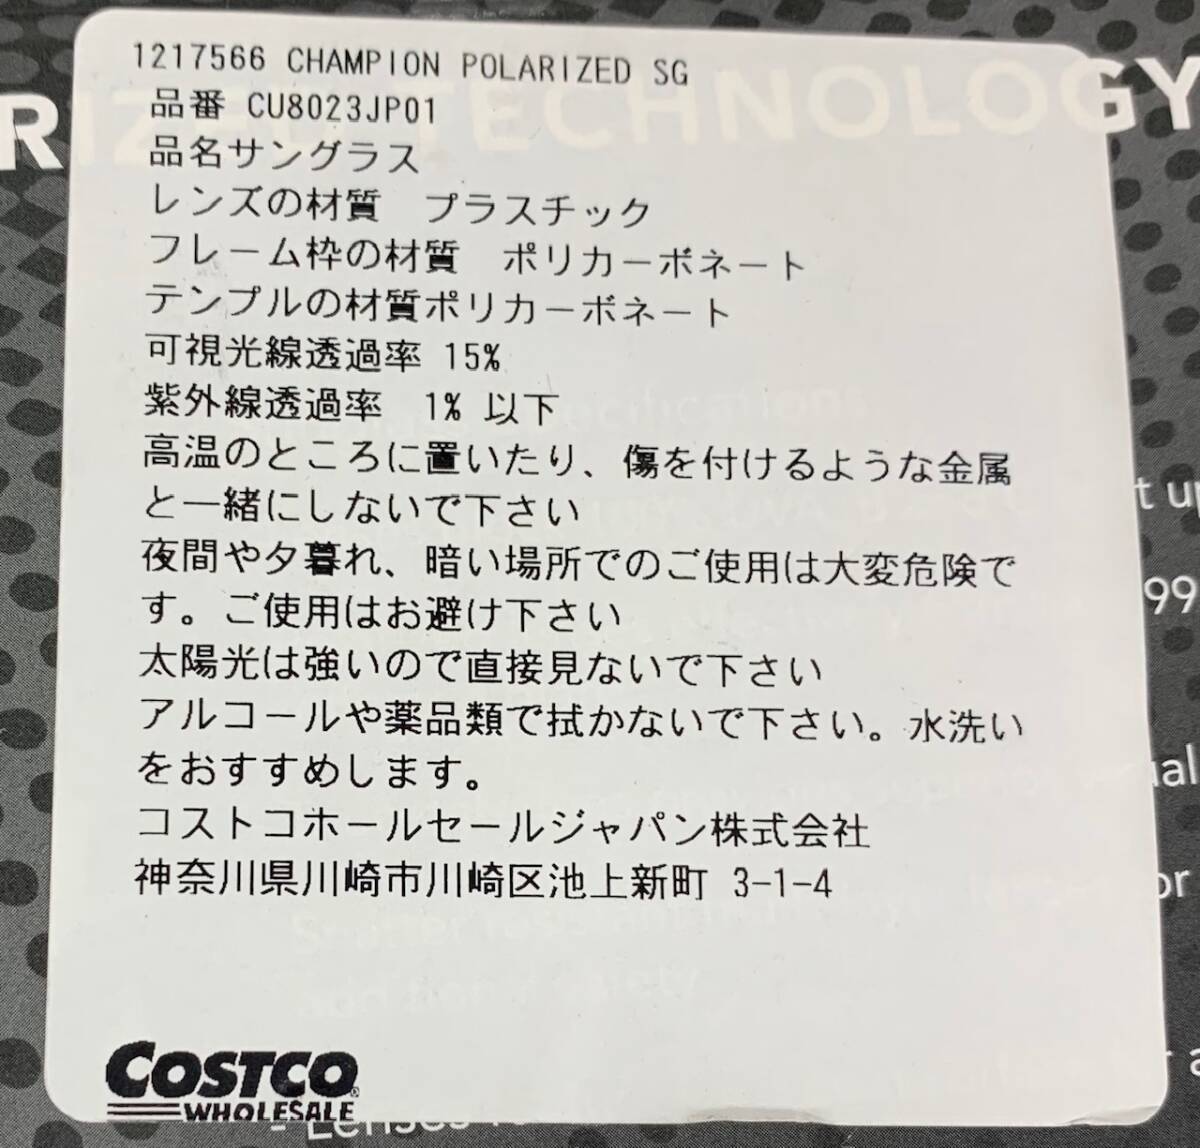 1217566 CHAMPION POLARIZED SG
品番 CU8023JP01
品名サングラス
レンズの材質　プラスチック
フレーム枠の材質　ポリカーボネート
テンプルの材質ポリカーボネート
可視光線透過率 15%
紫外線透過率　1% 以下
高温のところに置いたり、傷を付けるような金属
と一緒にしないで下さい
夜間や夕暮れ、暗い場所でのご使用は大変危険で
す。ご使用はお避け下さい
太陽光は強いので直接見ないで下さい
アルコールや薬品類で拭かないで下さい。水洗い
をおすすめします。
コストコホールセールジャパン株式会社
神奈川県川崎市川崎区池上新町 3-1-4
COSTCO
WHOLESALE
RIZED TECHNOLOGY